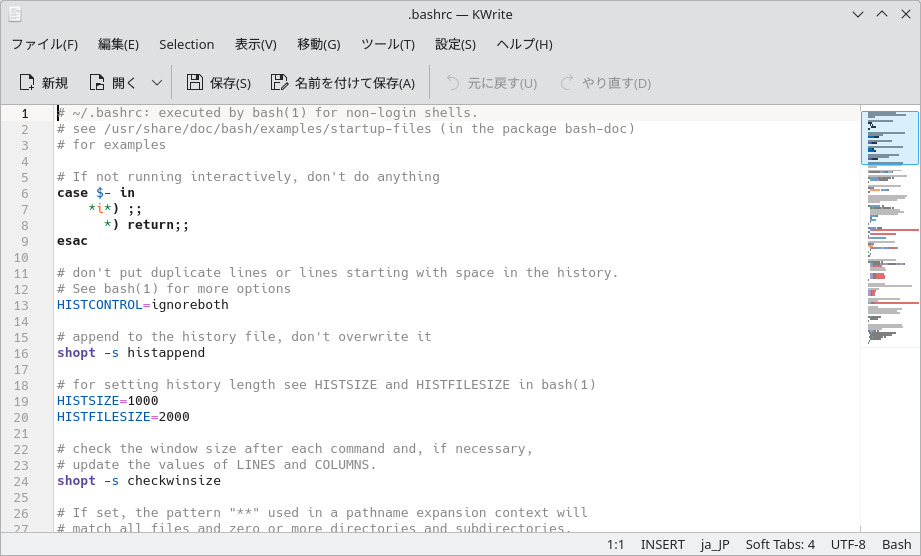 .bashrc — KWrite
ファイル(F) 編集(E) Selection 表示(V) 移動(G) ツール(T) 設定(S) ヘルプ(H)
新規 開く 保存(S) 名前を付けて保存(A) 元に戻す(U) やり直す(D)
1 # ~/.bashrc: executed by bash(1) for non-login shells.
2 # see /usr/share/doc/bash/examples/startup-files (in the package bash-doc)
3 # for examples
4
5 # If not running interactively, don't do anything
6 case $- in
7     *i*) ;;
8       *) return;;
9 esac
10
11 # don't put duplicate lines or lines starting with space in the history.
12 # See bash(1) for more options
13 HISTCONTROL=ignoreboth
14
15 # append to the history file, don't overwrite it
16 shopt -s histappend
17
18 # for setting history length see HISTSIZE and HISTFILESIZE in bash(1)
19 HISTSIZE=1000
20 HISTFILESIZE=2000
21
22 # check the window size after each command and, if necessary,
23 # update the values of LINES and COLUMNS.
24 shopt -s checkwinsize
25
26 # If set, the pattern "**" used in a pathname expansion context will
27 # match all files and zero or more directories and subdirectories.
1:1 INSERT ja_JP Soft Tabs: 4 UTF-8 Bash